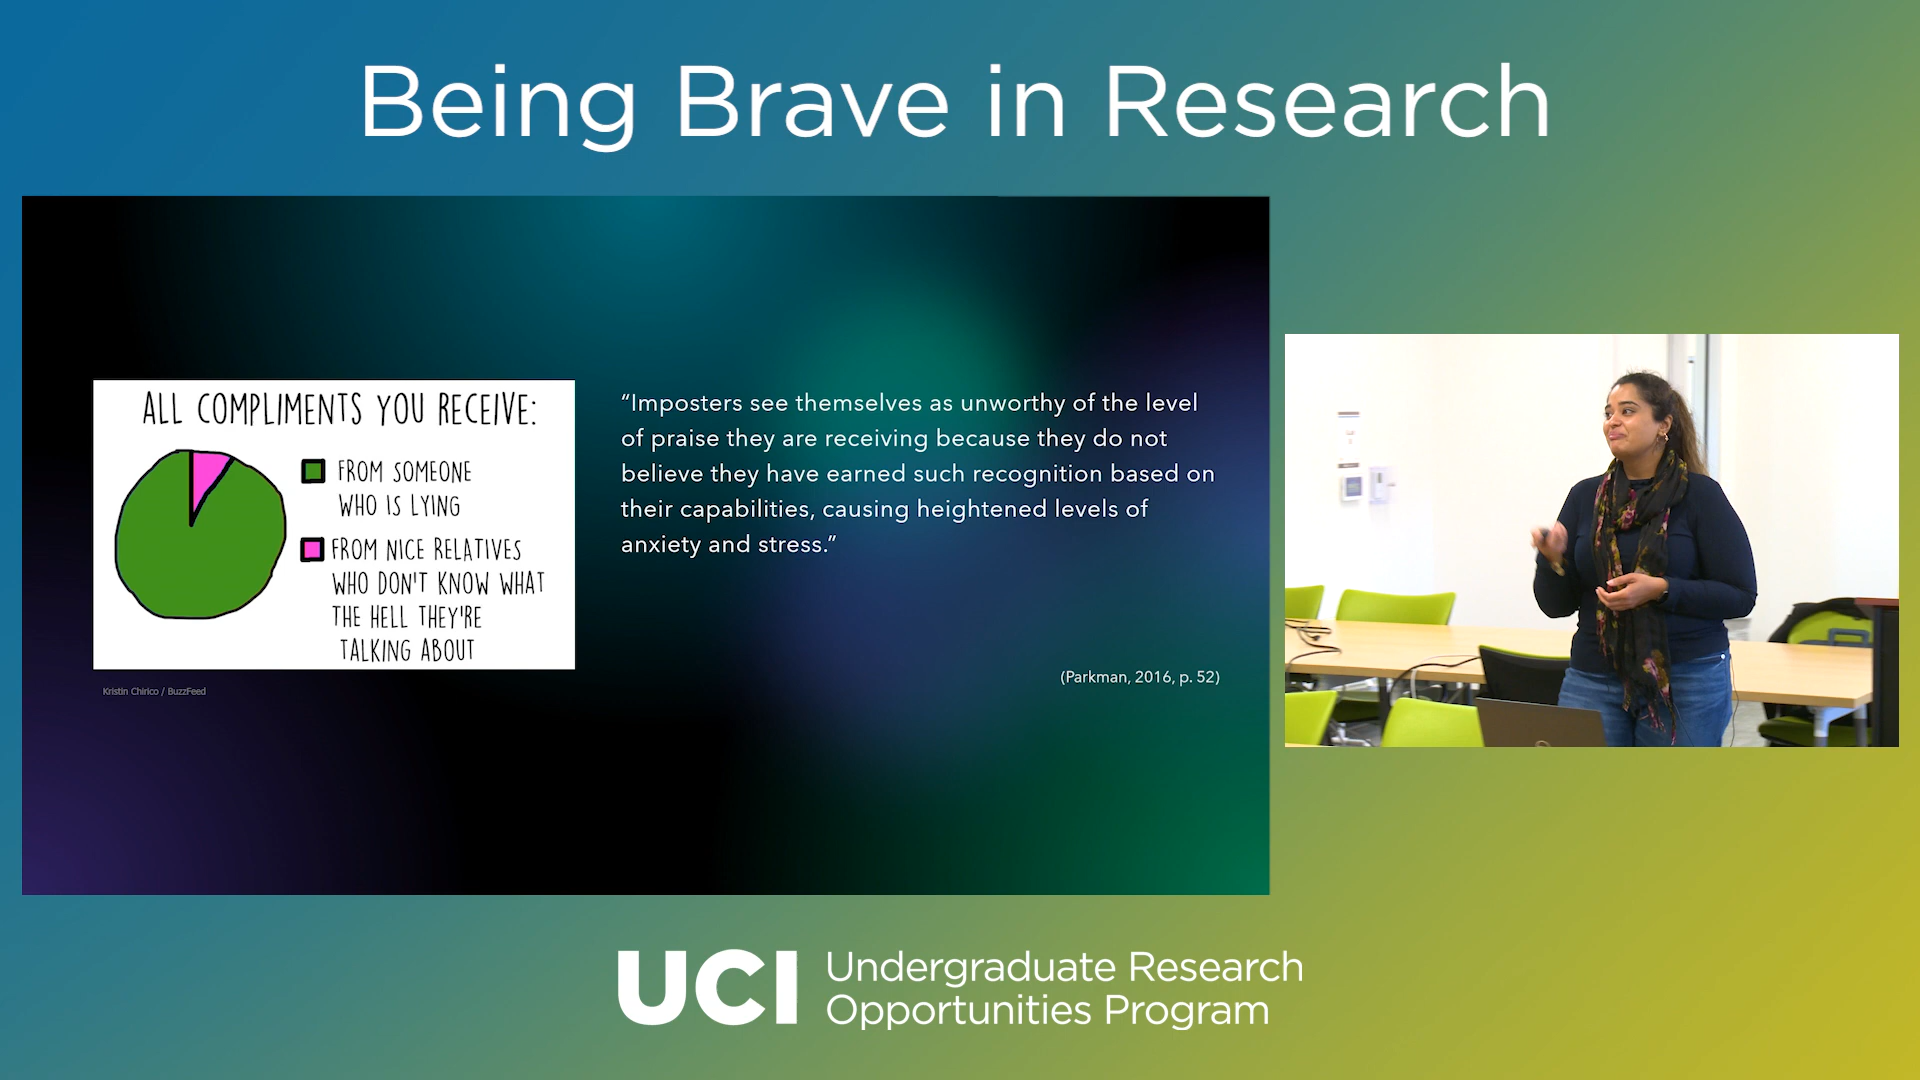 Being Brave in Research
ALL COMPLIMENTS YOU RECEIVE:
FROM SOMEONE
WHO IS LYING
FROM NICE RELATIVES
WHO DON'T KNOW WHAT
THE HELL THEY'RE
TALKING ABOUT
Kristin Chirico / BuzzFeed
“Imposters see themselves as unworthy of the level
of praise they are receiving because they do not
believe they have earned such recognition based on
their capabilities, causing heightened levels of
anxiety and stress.”
(Parkman, 2016, p. 52)
UCI Undergraduate Research
Opportunities Program